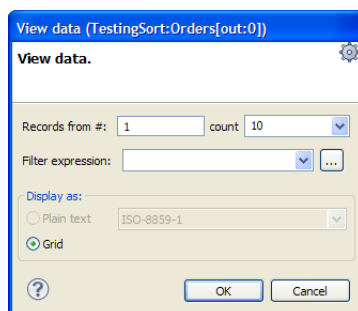 View data (TestingSort:Orders[out:0])
View data.
Records from #: 1 count 10
Filter expression: ...
Display as:
Plain text ISO-8859-1
Grid
? OK Cancel